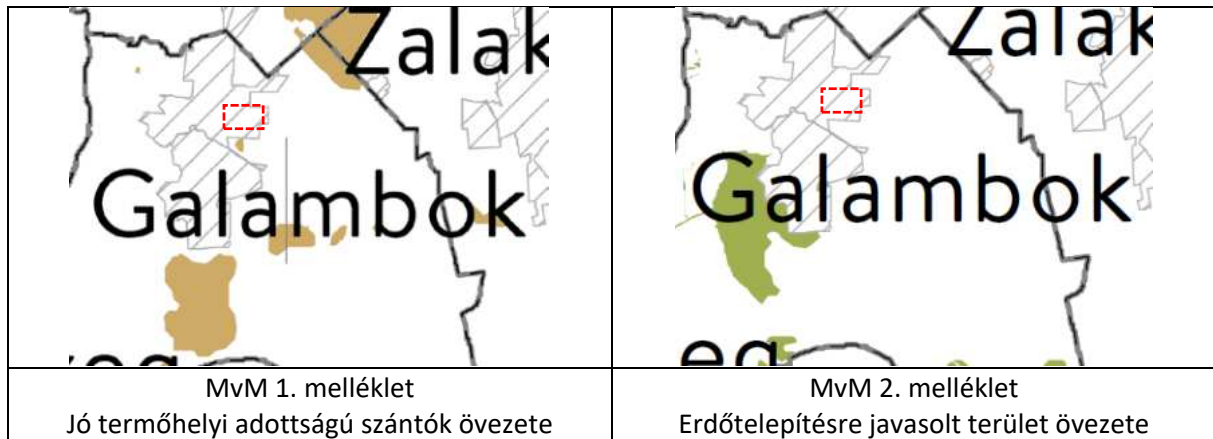 Zalak
Galambok
Zalak
Galambok
eg
MvM 1. melléklet
Jó termőhelyi adottságú szántók övezete
MvM 2. melléklet
Erdőtelepítésre javasolt terület övezete